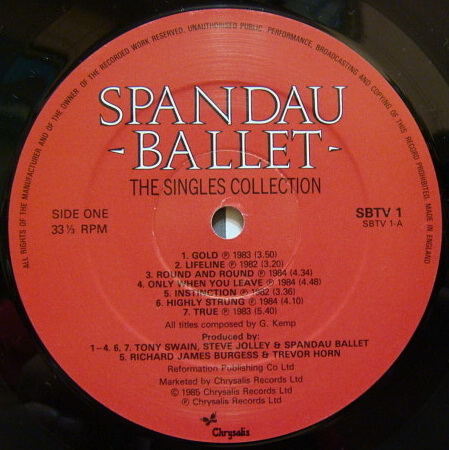 ALL RIGHTS OF THE MANUFACTURER AND OF THE OWNER OF THE RECORDED WORK RESERVED. UNAUTHORISED PUBLIC PERFORMANCE, BROADCASTING AND COPYING OF THIS RECORD PROHIBITED. MADE IN ENGLAND
SPANDAU
- BALLET -
THE SINGLES COLLECTION
SIDE ONE
33⅓ RPM
SBTV 1
SBTV 1-A
1. GOLD ℗ 1983 (3.50)
2. LIFELINE ℗ 1982 (3.20)
3. ROUND AND ROUND ℗ 1984 (4.34)
4. ONLY WHEN YOU LEAVE ℗ 1984 (4.48)
5. INSTINCTION ℗ 1982 (3.36)
6. HIGHLY STRUNG ℗ 1984 (4.10)
7. TRUE ℗ 1983 (5.40)
All titles composed by G. Kemp
Produced by:
1-4. 6, 7. TONY SWAIN, STEVE JOLLEY & SPANDAU BALLET
5. RICHARD JAMES BURGESS & TREVOR HORN
Reformation Publishing Co Ltd
Marketed by Chrysalis Records Ltd
© 1985 Chrysalis Records Ltd
℗ Chrysalis Records Ltd
Chrysalis